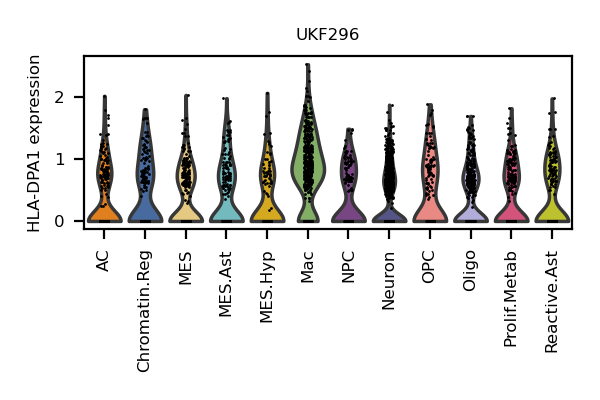 UKF296
HLA-DPA1 expression
2
1
0
AC
Chromatin.Reg
MES
MES.Ast
MES.Hyp
Mac
NPC
Neuron
OPC
Oligo
Prolif.Metab
Reactive.Ast